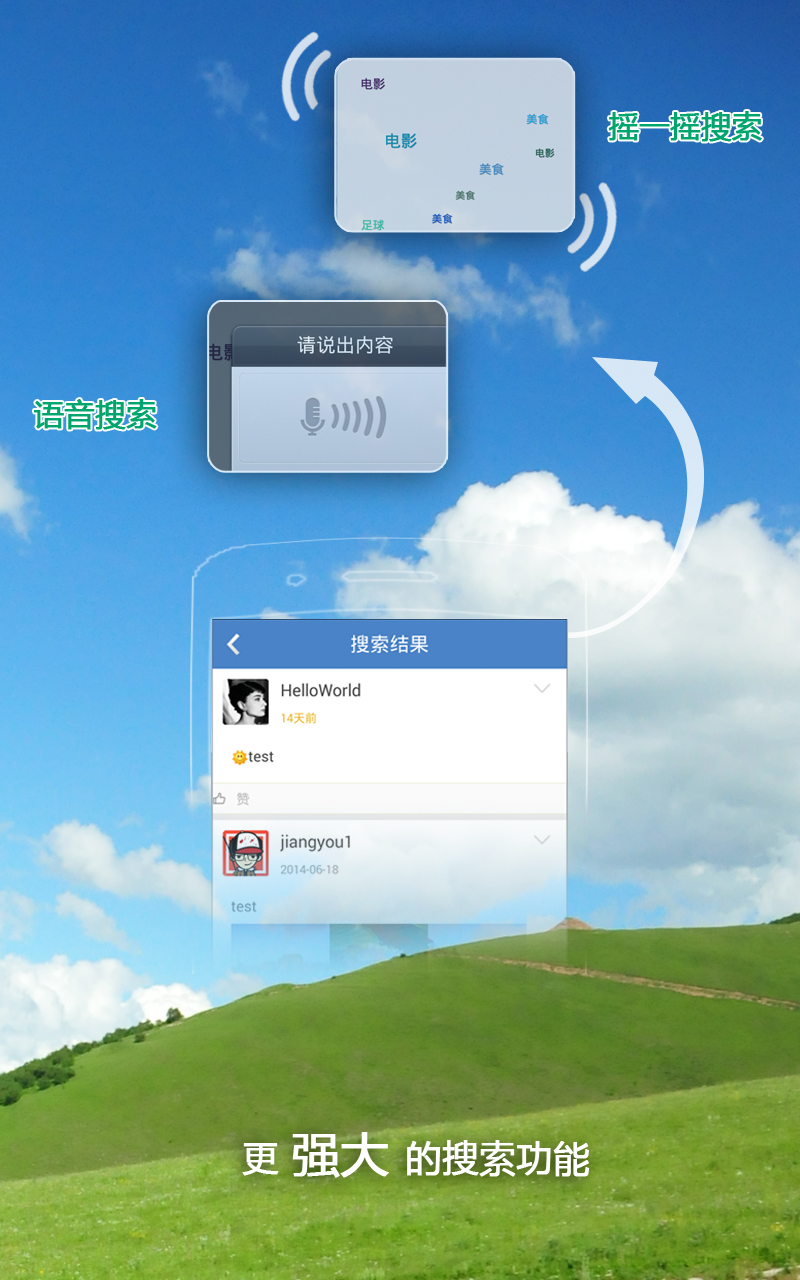 电影
美食
摇一摇搜索
电影
电影
美食
美食
美食
足球
电影
请说出内容
语音搜索
搜索结果
HelloWorld
14天前
test
赞
jiangyou1
2014-06-18
test
更 强大 的搜索功能